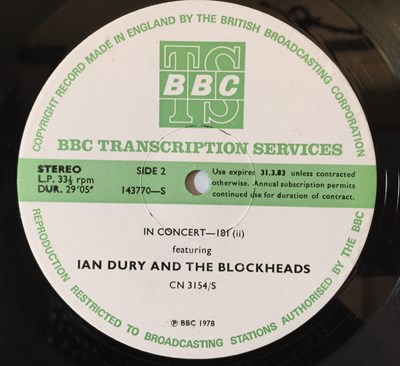 COPYRIGHT RECORD MADE IN ENGLAND BY THE BRITISH BROADCASTING CORPORATION
TS
BBC
BBC TRANSCRIPTION SERVICES
STEREO
L.P. 33⅓ rpm
DUR. 29'05"
SIDE 2
143770—S
Use expires 31.3.83 unless contracted
otherwise. Annual subscription permits
continued use for duration of contract.
IN CONCERT—181 (ii)
featuring
IAN DURY AND THE BLOCKHEADS
CN 3154/S
℗ BBC 1978
REPRODUCTION RESTRICTED TO BROADCASTING STATIONS AUTHORISED BY THE BBC